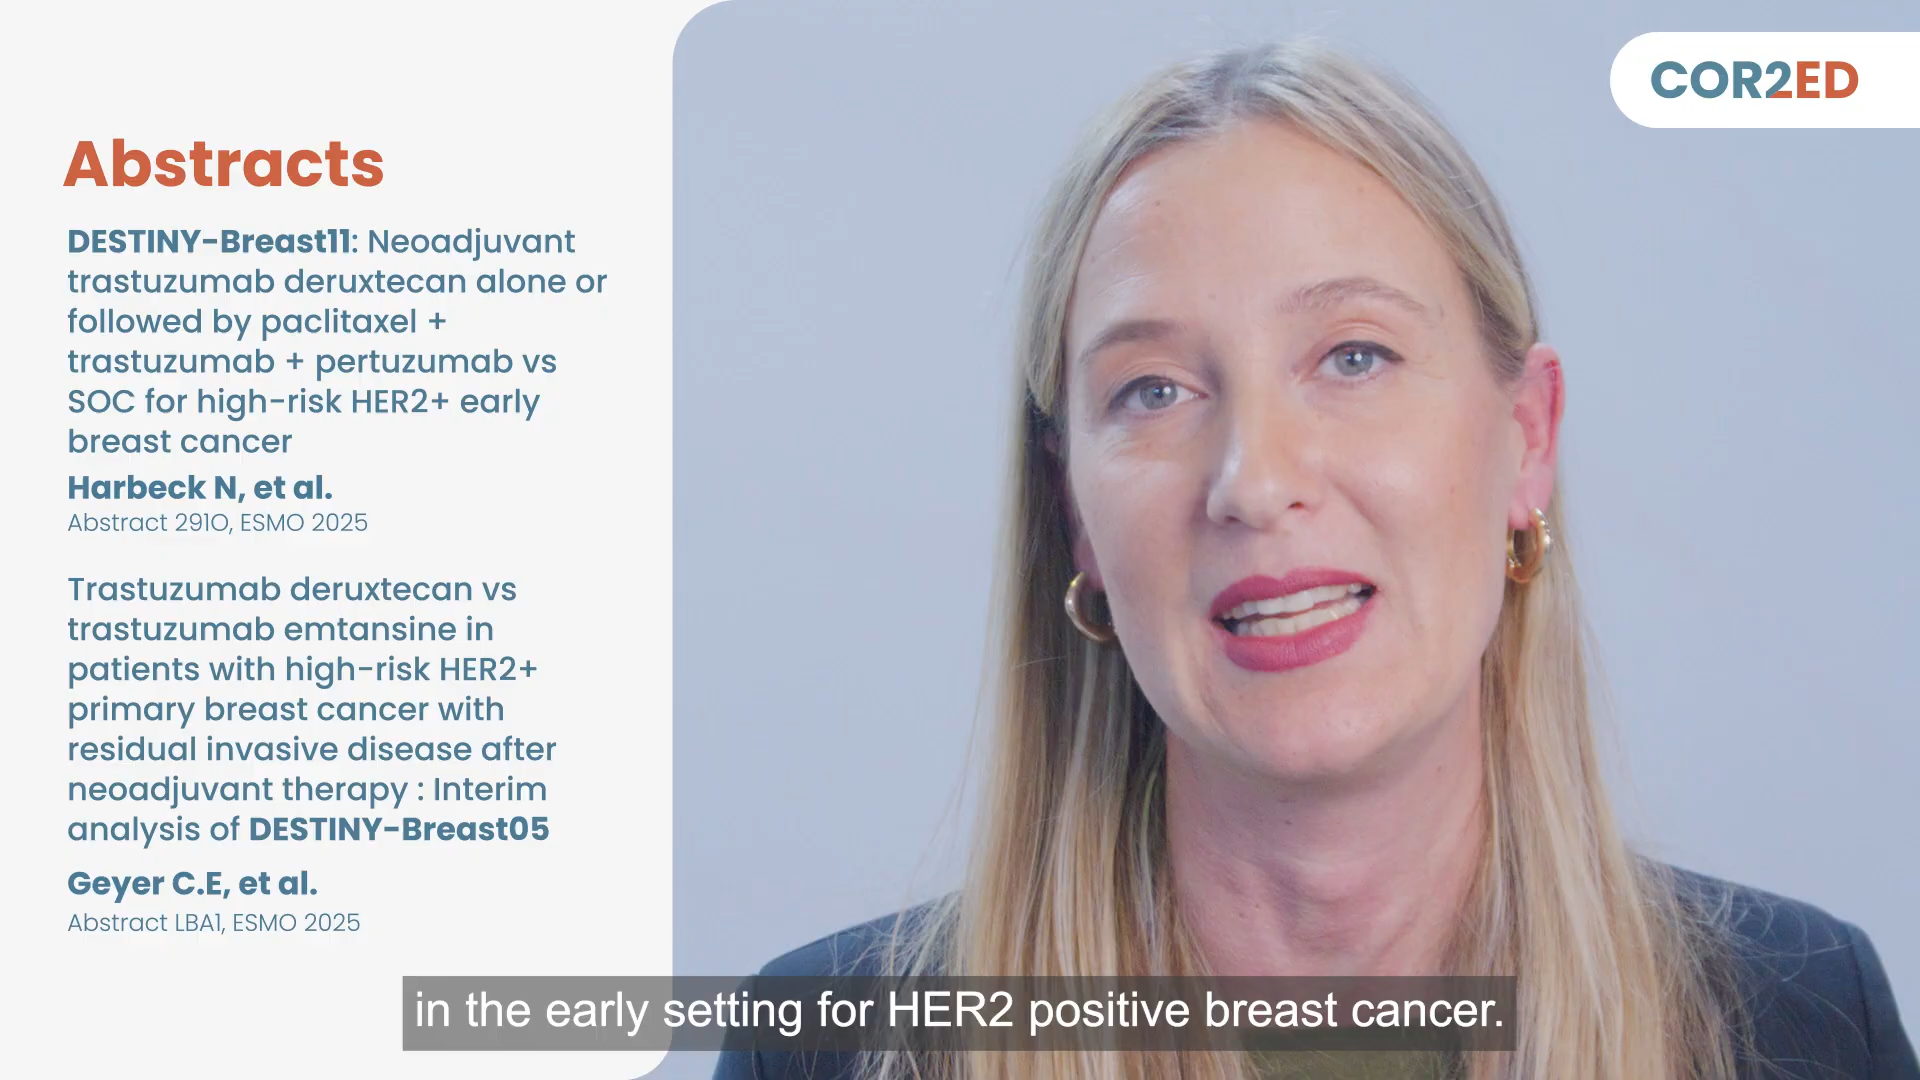 COR2ED
Abstracts
DESTINY-Breast11: Neoadjuvant
trastuzumab deruxtecan alone or
followed by paclitaxel +
trastuzumab + pertuzumab vs
SOC for high-risk HER2+ early
breast cancer
Harbeck N, et al.
Abstract 291O, ESMO 2025
Trastuzumab deruxtecan vs
trastuzumab emtansine in
patients with high-risk HER2+
primary breast cancer with
residual invasive disease after
neoadjuvant therapy : Interim
analysis of DESTINY-Breast05
Geyer C.E, et al.
Abstract LBA1, ESMO 2025
in the early setting for HER2 positive breast cancer.